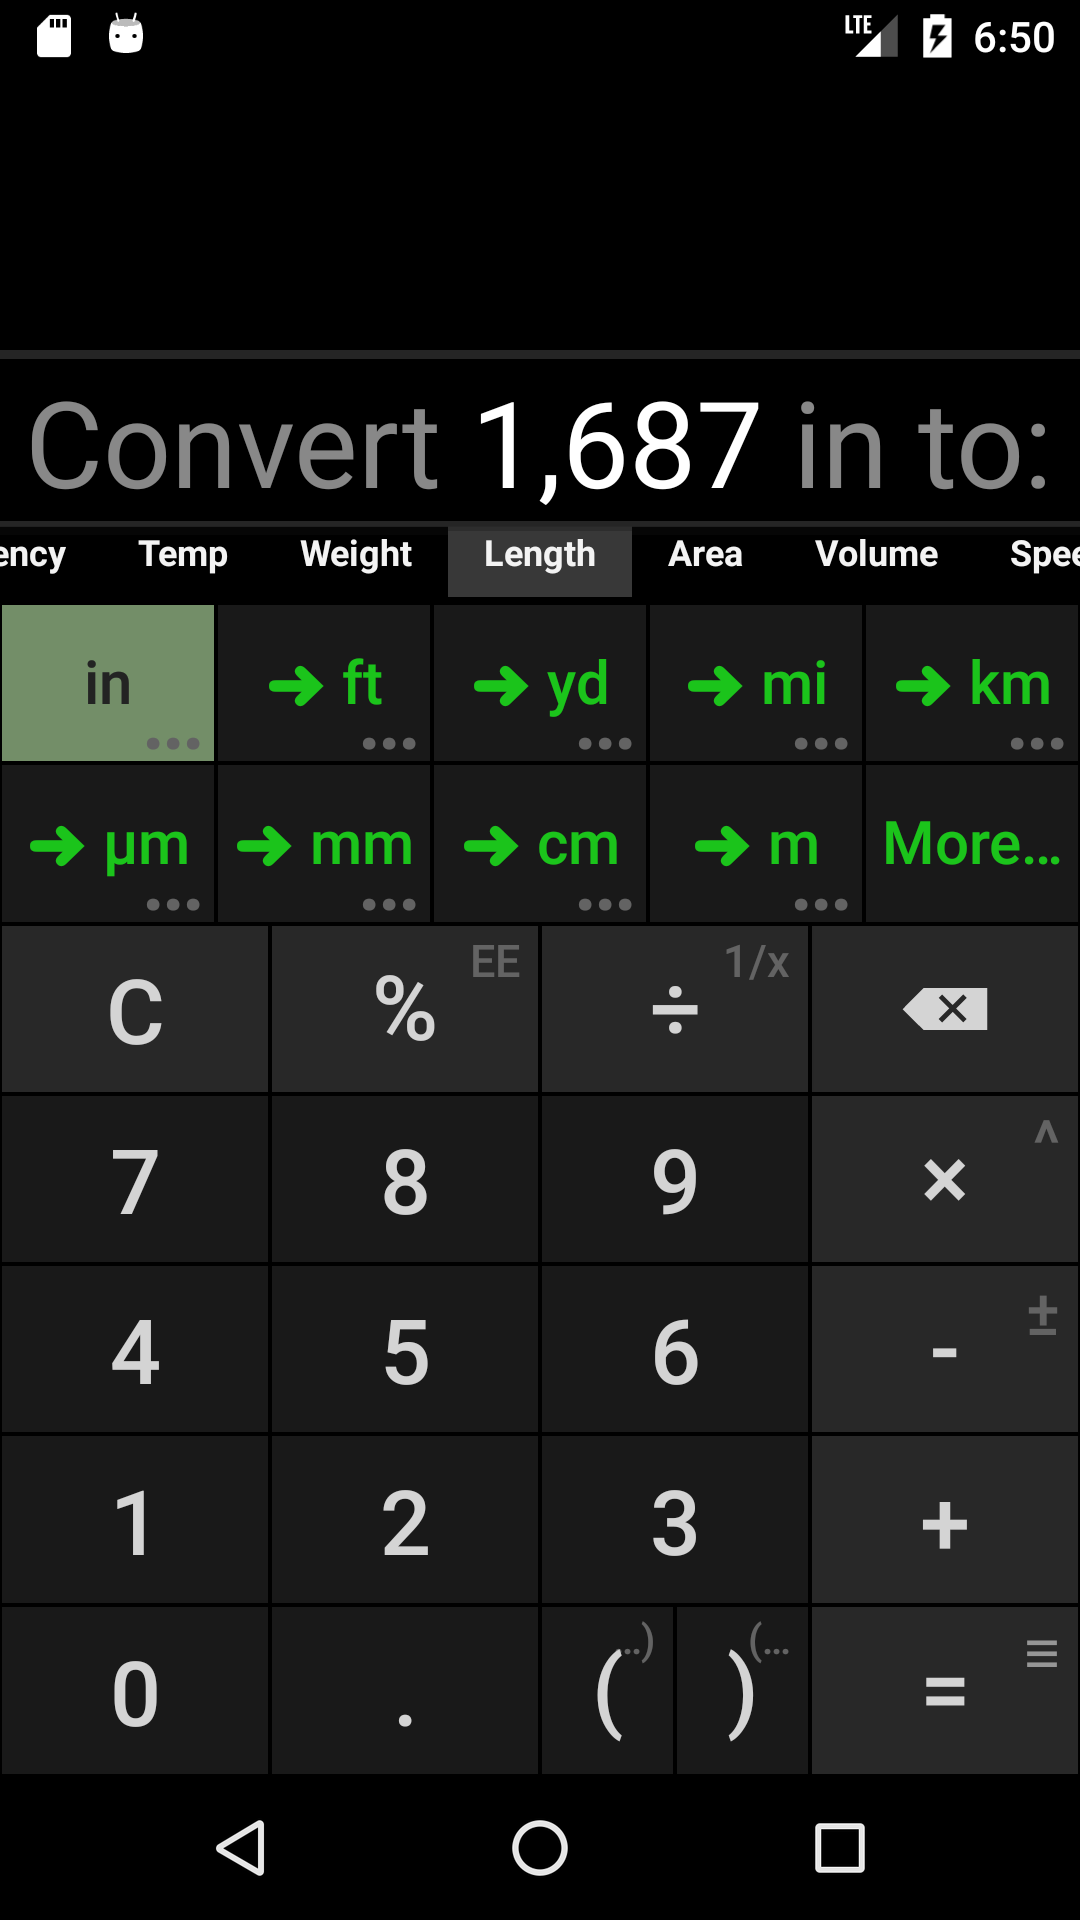 LTE 6:50
Convert 1,687 in to:
ency Temp Weight Length Area Volume Spee
in ➔ ft ➔ yd ➔ mi ➔ km
➔ µm ➔ mm ➔ cm ➔ m More...
C % EE ÷ 1/x
7 8 9 × ^
4 5 6 - ±
1 2 3 +
0 . ( ..) ) (... =